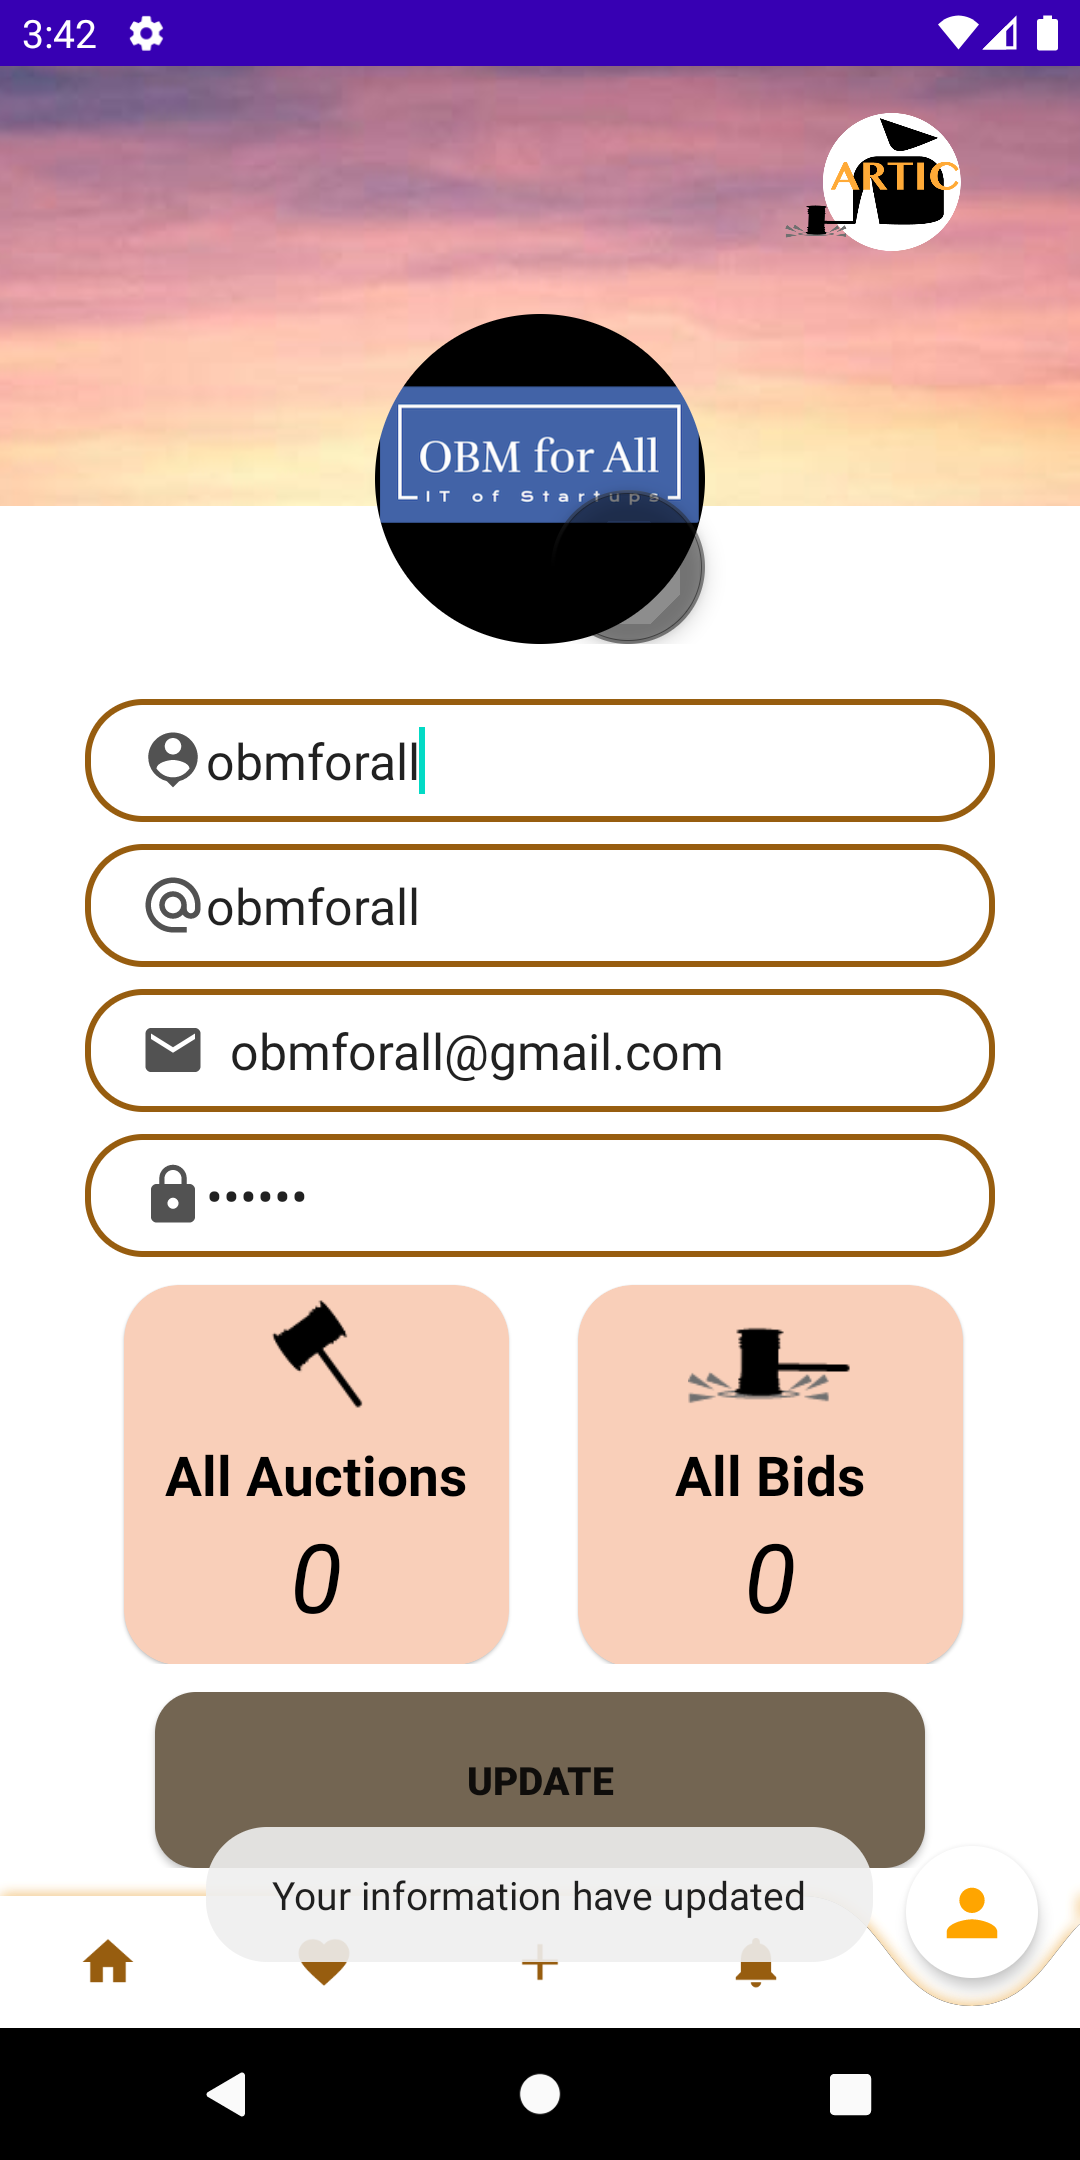 3:42
ARTIC
OBM for All
IT of Startups
obmforall
obmforall
obmforall@gmail.com
••••••
All Auctions
All Bids
0
0
UPDATE
Your information have updated